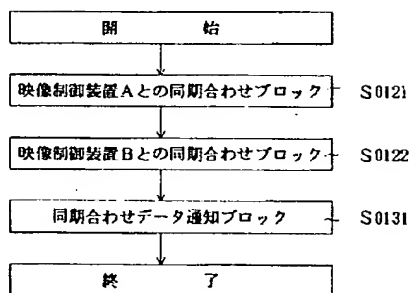 開 始
映像制御装置Aとの同期合わせブロック S0121
映像制御装置Bとの同期合わせブロック S0122
同期合わせデータ通知ブロック S0131
終 了